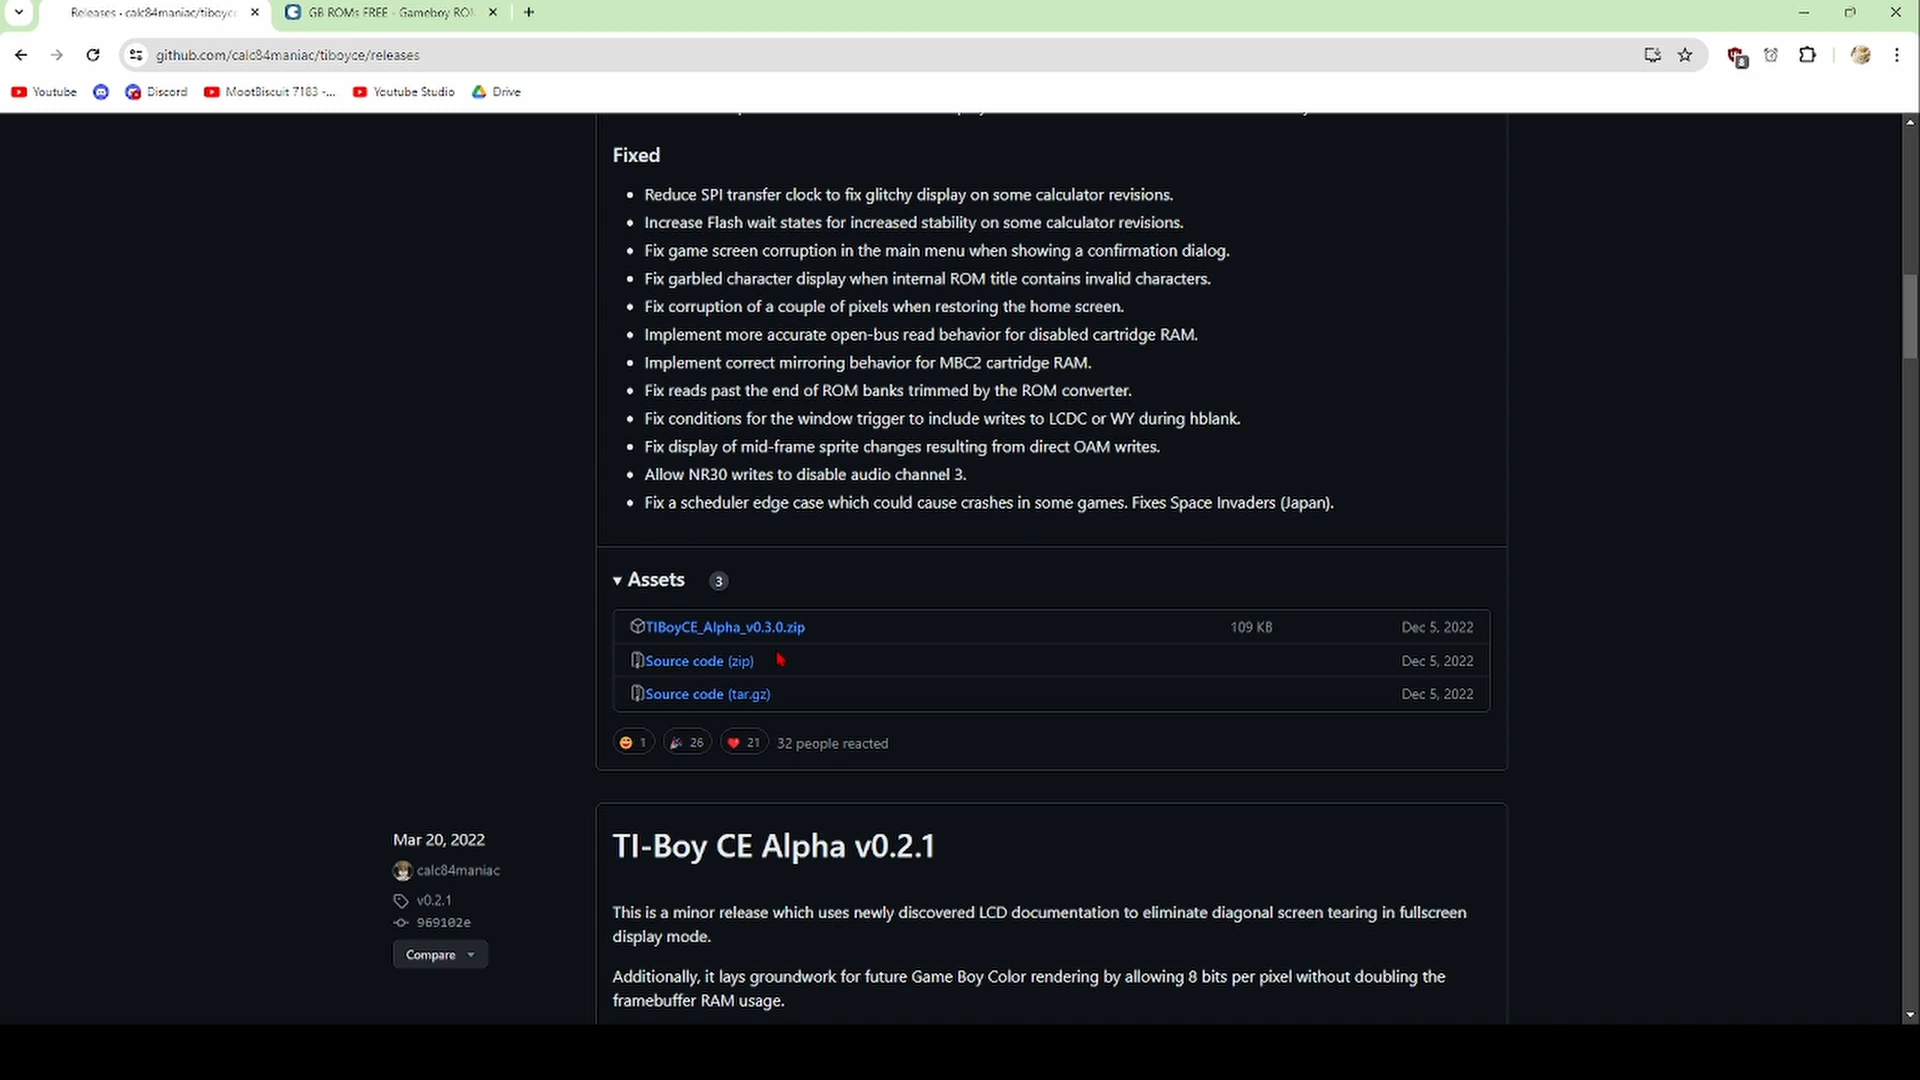 Releases · calc84maniac/tiboyce
GB ROMs FREE - Gameboy RO
github.com/calc84maniac/tiboyce/releases
8
Youtube
Discord
MootBiscuit 7183 -...
Youtube Studio
Drive
Fixed
• Reduce SPI transfer clock to fix glitchy display on some calculator revisions.
• Increase Flash wait states for increased stability on some calculator revisions.
• Fix game screen corruption in the main menu when showing a confirmation dialog.
• Fix garbled character display when internal ROM title contains invalid characters.
• Fix corruption of a couple of pixels when restoring the home screen.
• Implement more accurate open-bus read behavior for disabled cartridge RAM.
• Implement correct mirroring behavior for MBC2 cartridge RAM.
• Fix reads past the end of ROM banks trimmed by the ROM converter.
• Fix conditions for the window trigger to include writes to LCDC or WY during hblank.
• Fix display of mid-frame sprite changes resulting from direct OAM writes.
• Allow NR30 writes to disable audio channel 3.
• Fix a scheduler edge case which could cause crashes in some games. Fixes Space Invaders (Japan).
Assets 3
TIBoyCE_Alpha_v0.3.0.zip 109 KB Dec 5, 2022
Source code (zip) Dec 5, 2022
Source code (tar.gz) Dec 5, 2022
1 26 21 32 people reacted
Mar 20, 2022
calc84maniac
v0.2.1
969102e
Compare
TI-Boy CE Alpha v0.2.1
This is a minor release which uses newly discovered LCD documentation to eliminate diagonal screen tearing in fullscreen
display mode.
Additionally, it lays groundwork for future Game Boy Color rendering by allowing 8 bits per pixel without doubling the
framebuffer RAM usage.